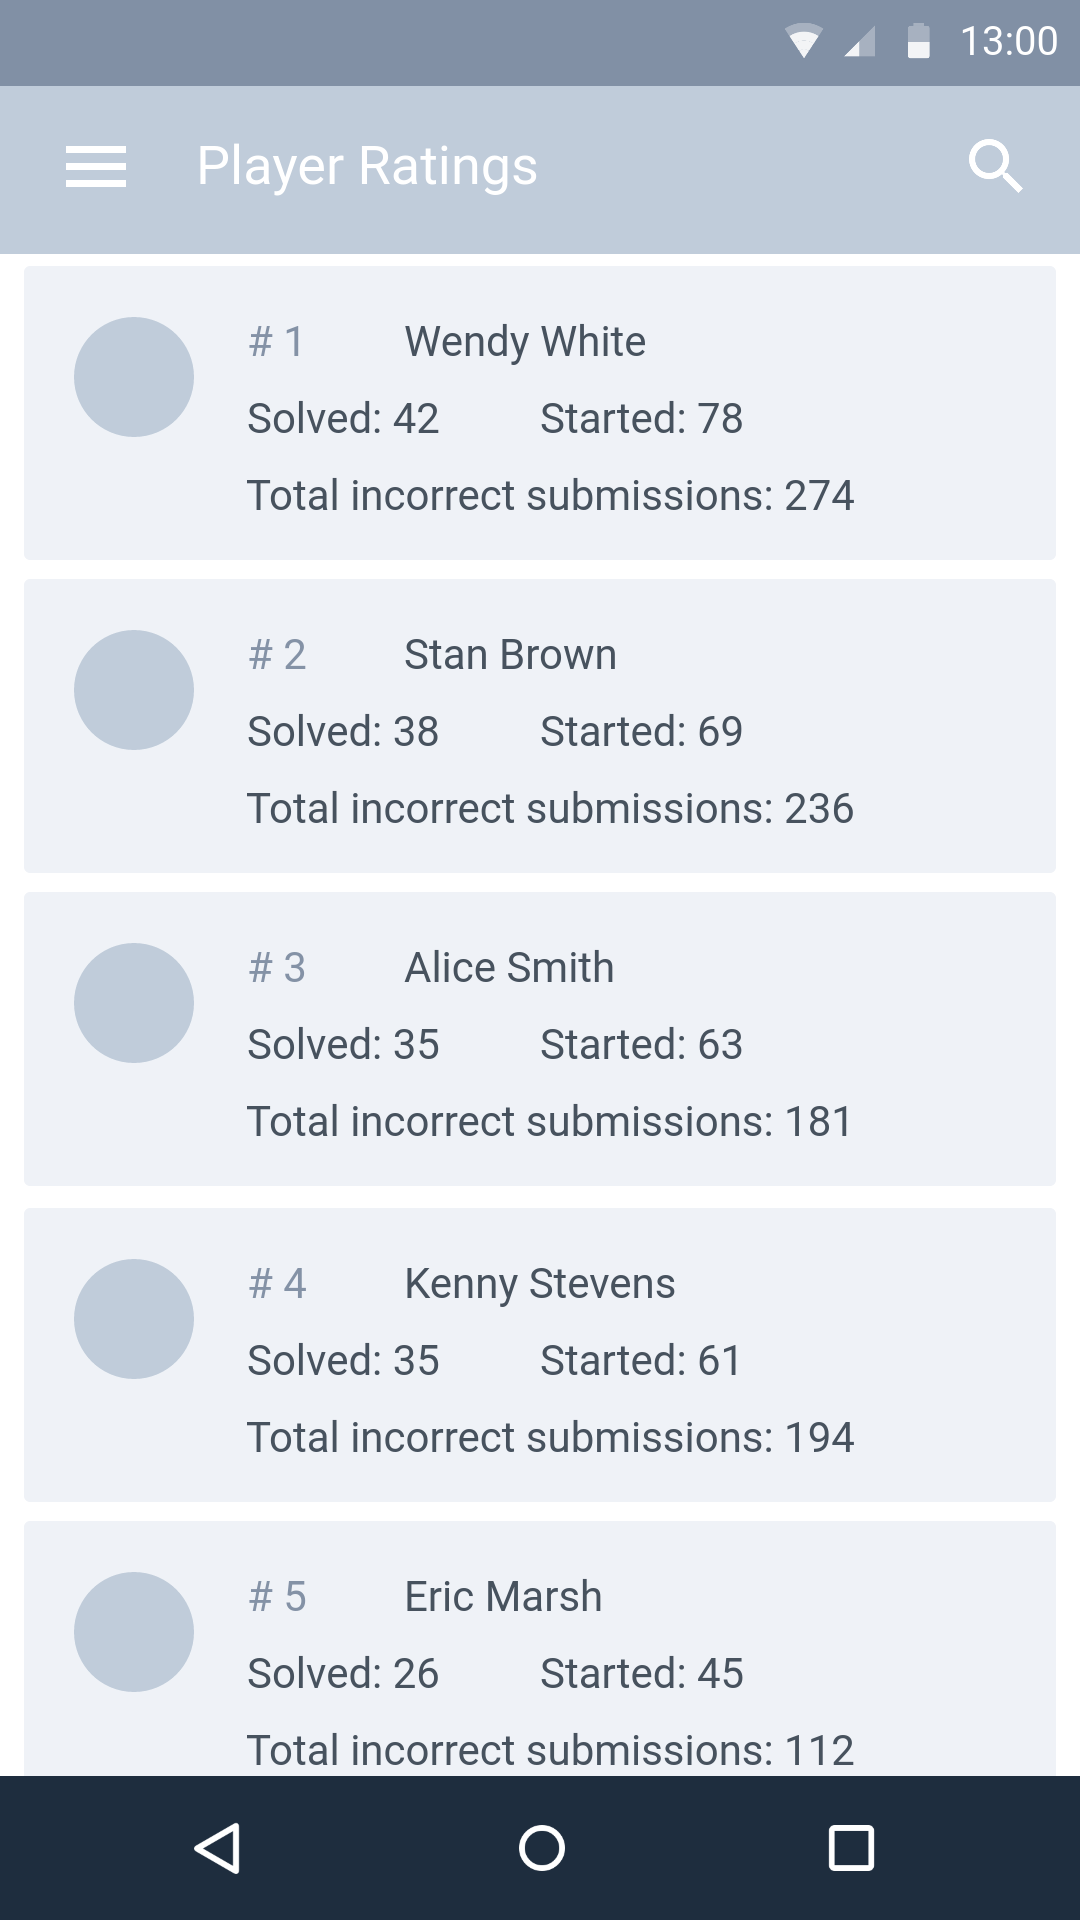 13:00
Player Ratings
# 1 Wendy White
Solved: 42 Started: 78
Total incorrect submissions: 274
# 2 Stan Brown
Solved: 38 Started: 69
Total incorrect submissions: 236
# 3 Alice Smith
Solved: 35 Started: 63
Total incorrect submissions: 181
# 4 Kenny Stevens
Solved: 35 Started: 61
Total incorrect submissions: 194
# 5 Eric Marsh
Solved: 26 Started: 45
Total incorrect submissions: 112